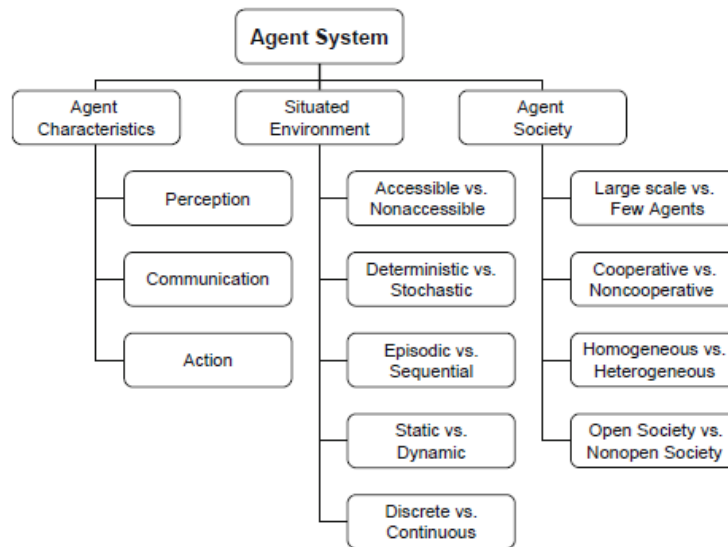 Agent System
Agent
Characteristics
Situated
Environment
Agent
Society
Perception
Communication
Action
Accessible vs.
Nonaccessible
Deterministic vs.
Stochastic
Episodic vs.
Sequential
Static vs.
Dynamic
Discrete vs.
Continuous
Large scale vs.
Few Agents
Cooperative vs.
Noncooperative
Homogeneous vs.
Heterogeneous
Open Society vs.
Nonopen Society